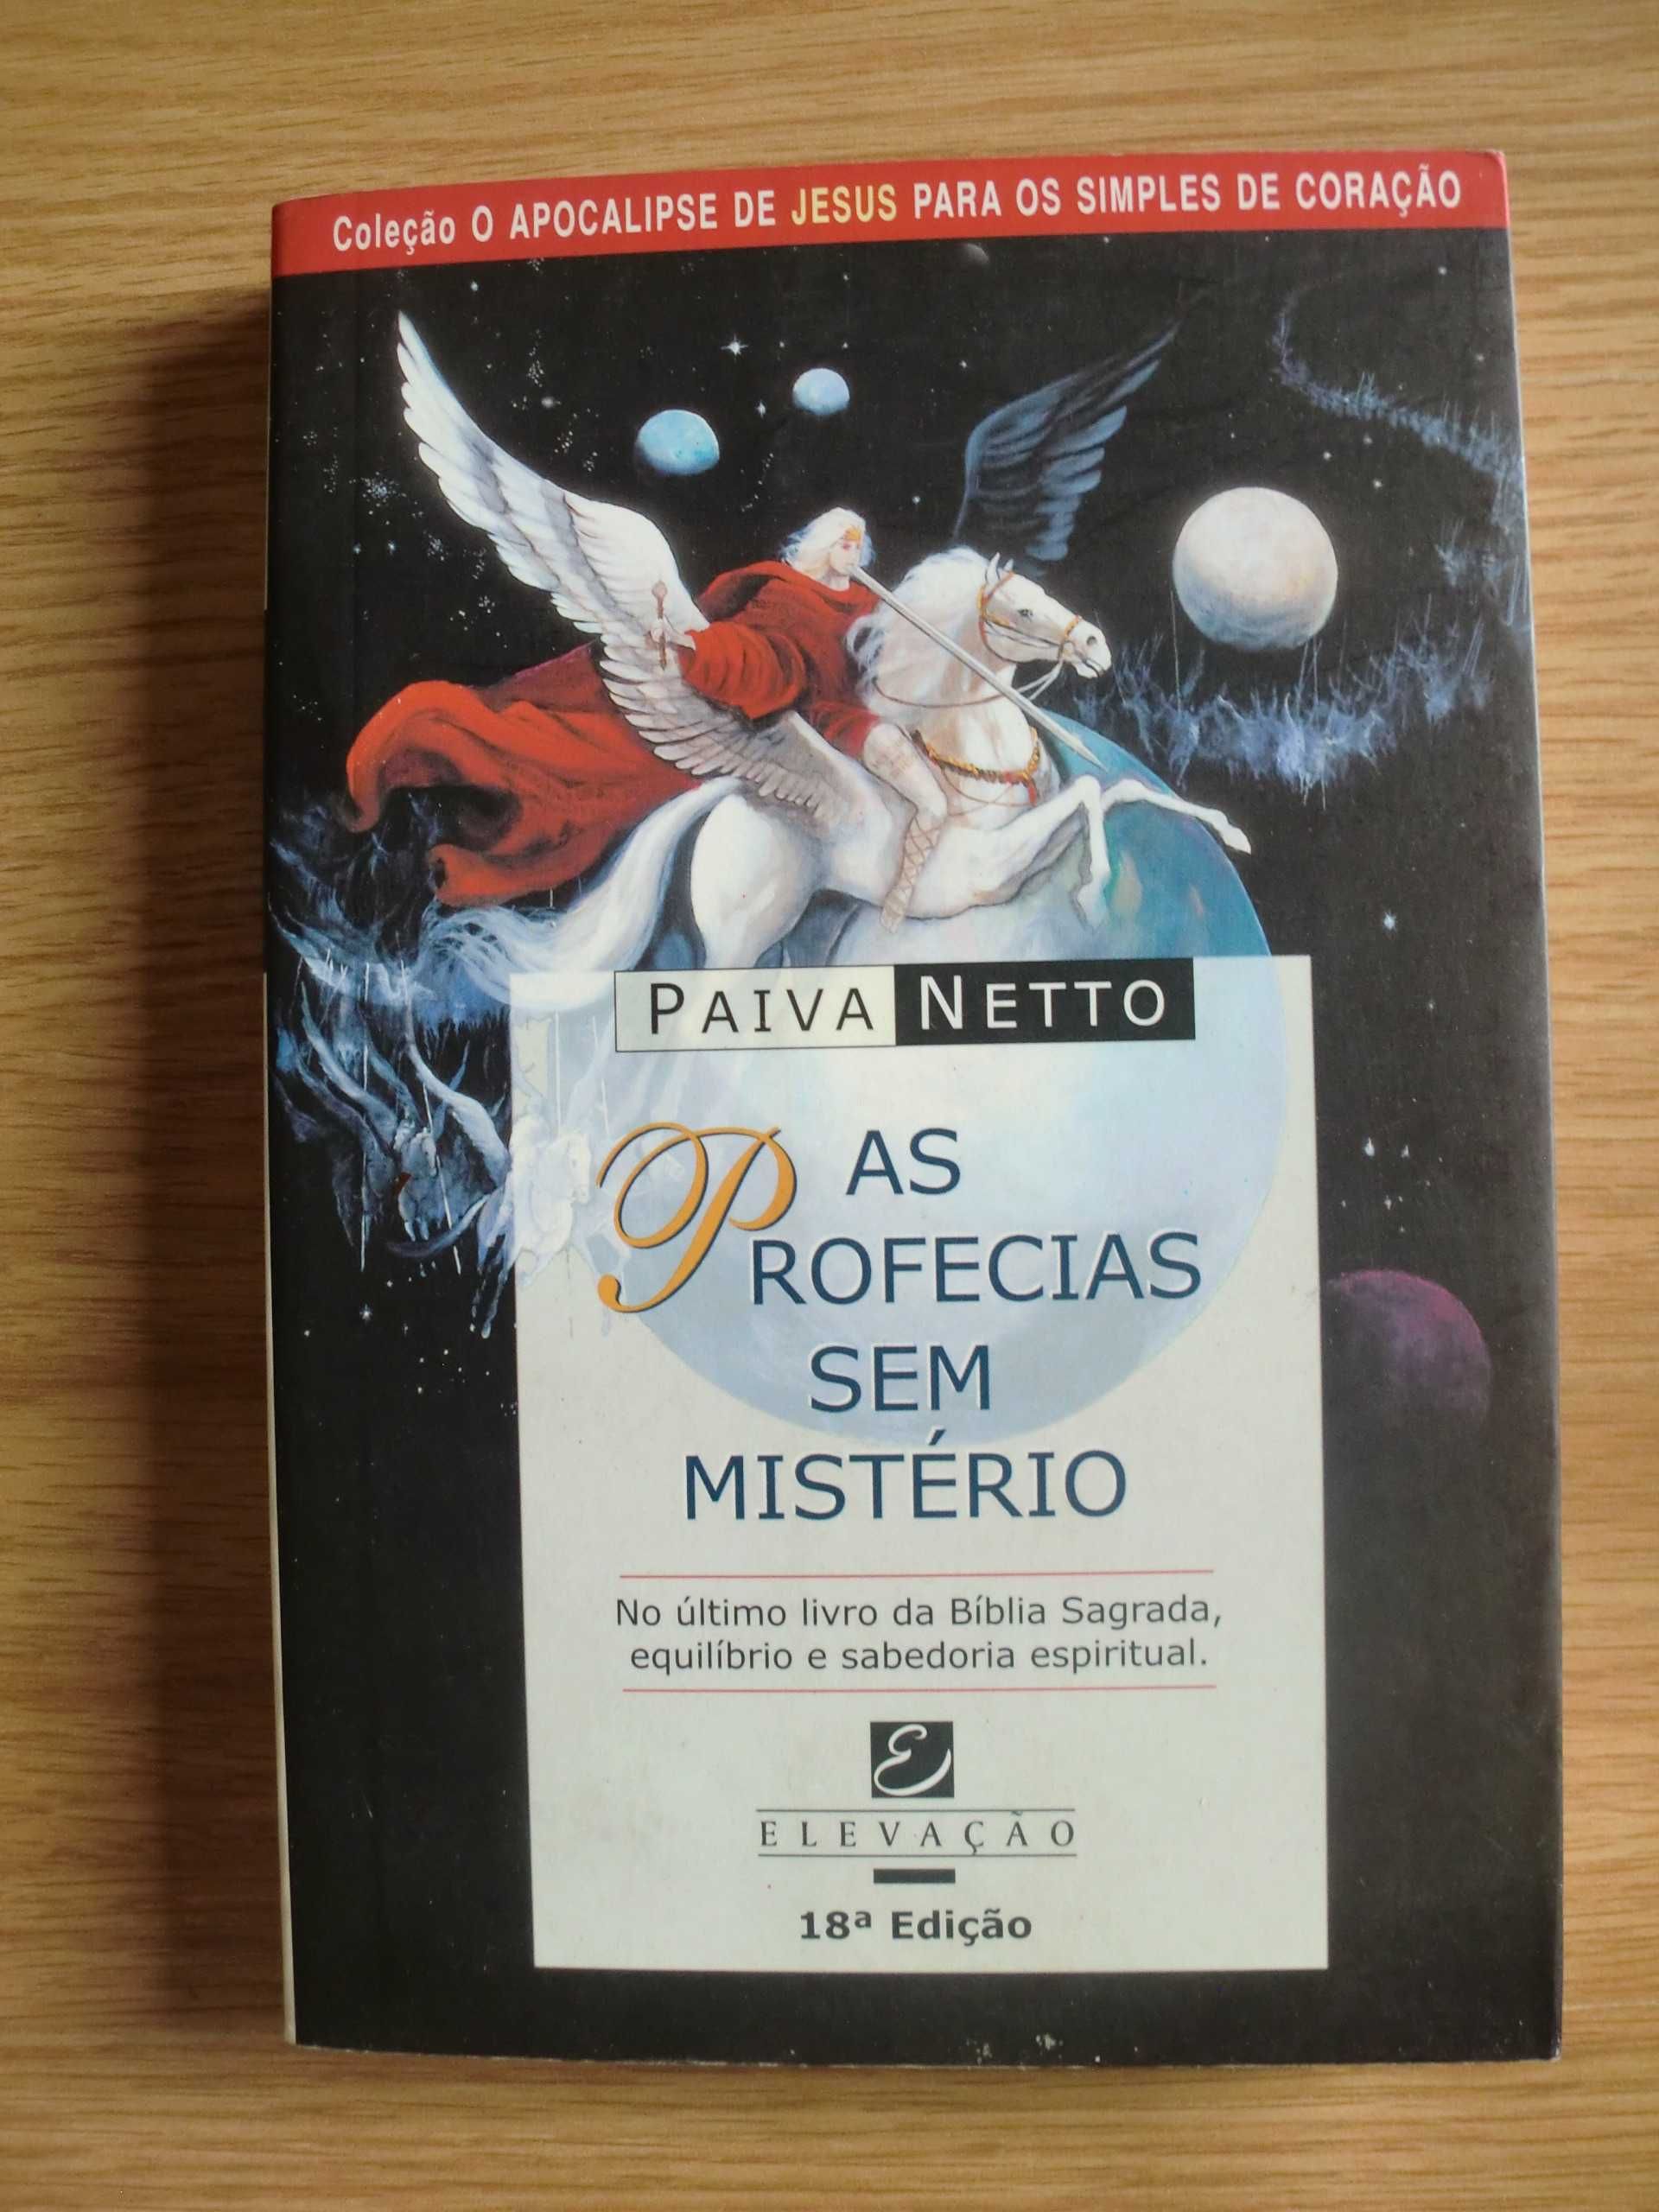 Coleção O APOCALIPSE DE JESUS PARA OS SIMPLES DE CORAÇÃO
PAIVA NETTO
AS
PROFECIAS
SEM
MISTÉRIO
No último livro da Bíblia Sagrada,
equilíbrio e sabedoria espiritual.
E
ELEVAÇÃO
18ª Edição